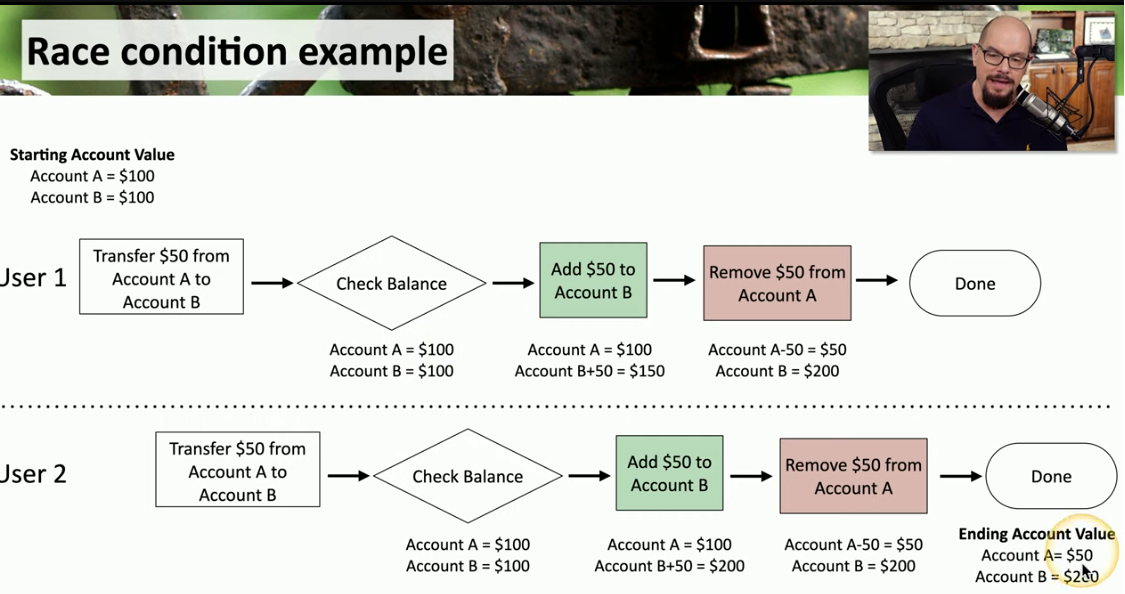 Race condition example
Starting Account Value
Account A = $100
Account B = $100
User 1
Transfer $50 from
Account A to
Account B
Check Balance
Account A = $100
Account B = $100
Add $50 to
Account B
Account A = $100
Account B+50 = $150
Remove $50 from
Account A
Account A-50 = $50
Account B = $200
Done
User 2
Transfer $50 from
Account A to
Account B
Check Balance
Account A = $100
Account B = $100
Add $50 to
Account B
Account A = $100
Account B+50 = $200
Remove $50 from
Account A
Account A-50 = $50
Account B = $200
Done
Ending Account Value
Account A= $50
Account B = $200